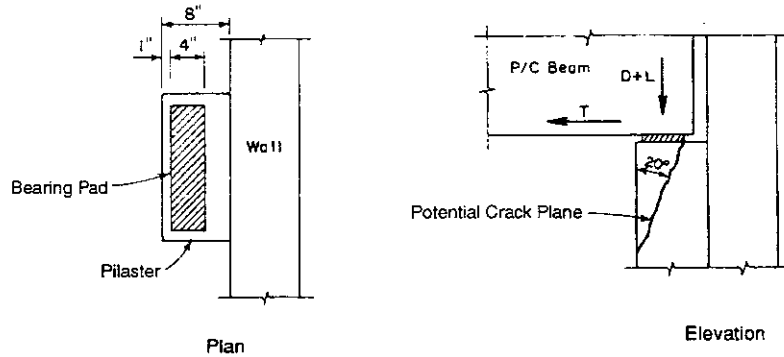 8"
1"
4"
Wall
Bearing Pad
Pilaster
Plan
P/C Beam
D+L
T
20°
Potential Crack Plane
Elevation